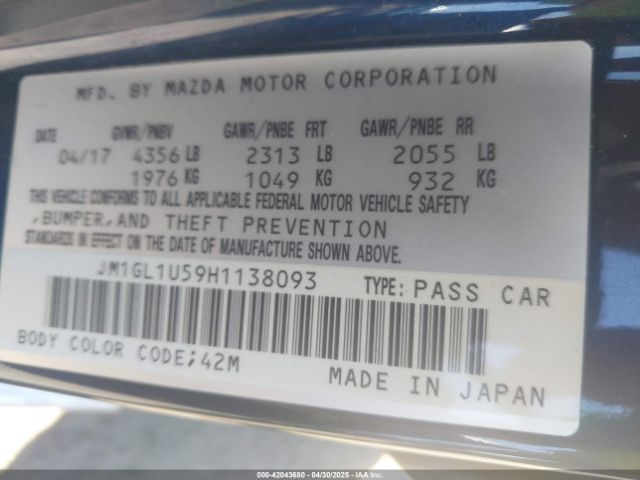 MFD. BY MAZDA MOTOR CORPORATION
DATE GVWR/PNBV GAWR/PNBE FRT GAWR/PNBE RR
04/17 4356 LB 2313 LB 2055 LB
1976 KG 1049 KG 932 KG
THIS VEHICLE CONFORMS TO ALL APPLICABLE FEDERAL MOTOR VEHICLE SAFETY
,BUMPER,AND THEFT PREVENTION
STANDARDS IN EFFECT ON THE DATE OF MANUFACTURE SHOWN ABOVE.
JM1GL1U59H1138093 TYPE: PASS CAR
BODY COLOR CODE;42M
MADE IN JAPAN
000-42043680 - 04/30/2025 - IAA Inc.